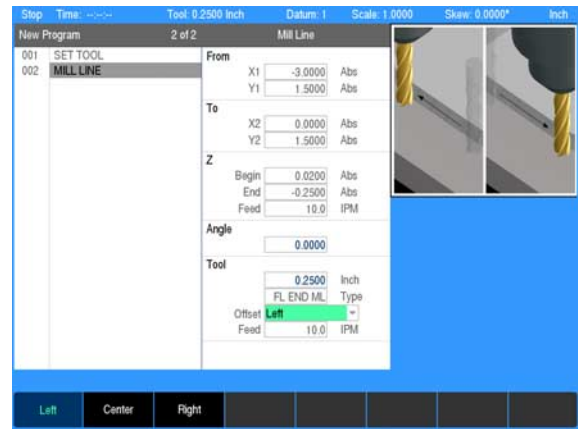 Stop Time: --:--:-- Tool: 0.2500 Inch Datum: 1 Scale: 1.0000 Skew: 0.0000° Inch
New Program 2 of 2 Mill Line
001 SET TOOL
002 MILL LINE
From
X1 -3.0000 Abs
Y1 1.5000 Abs
To
X2 0.0000 Abs
Y2 1.5000 Abs
Z
Begin 0.0200 Abs
End -0.2500 Abs
Feed 10.0 IPM
Angle
0.0000
Tool
0.2500 Inch
FL END ML Type
Offset Left
Feed 10.0 IPM
Left Center Right